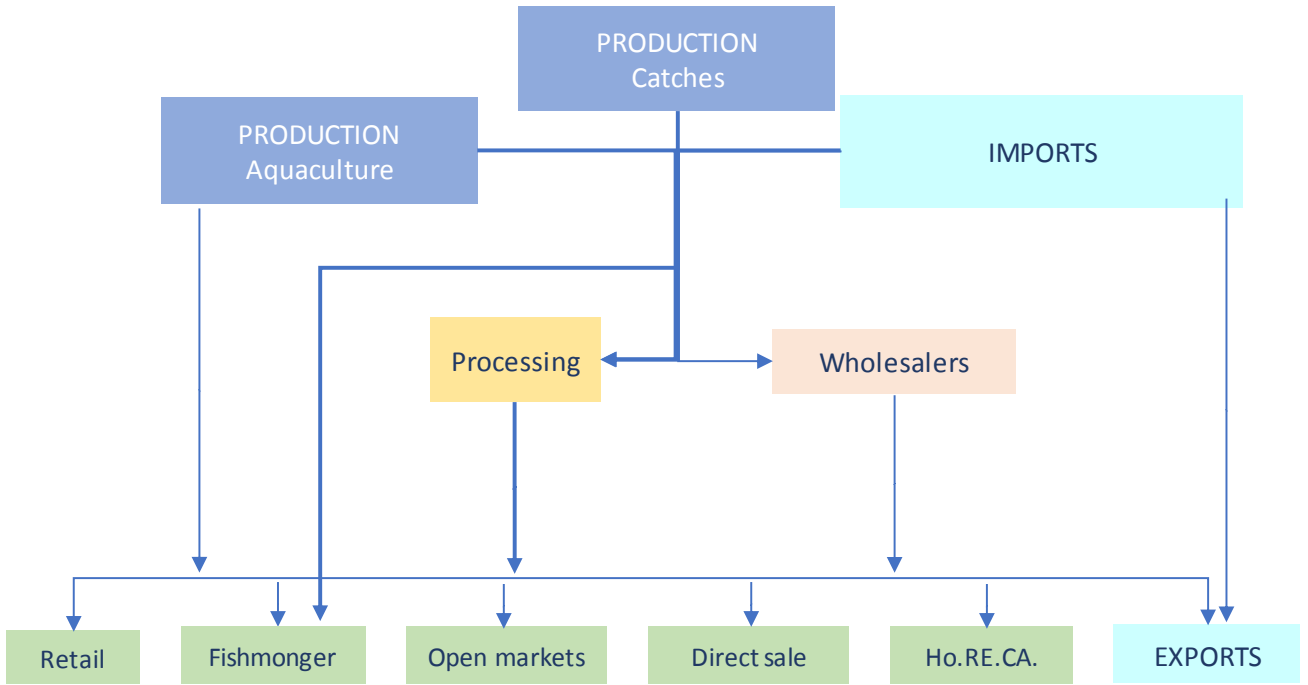 PRODUCTION
Catches
PRODUCTION
Aquaculture
IMPORTS
Processing
Wholesalers
Retail
Fishmonger
Open markets
Direct sale
Ho.RE.CA.
EXPORTS